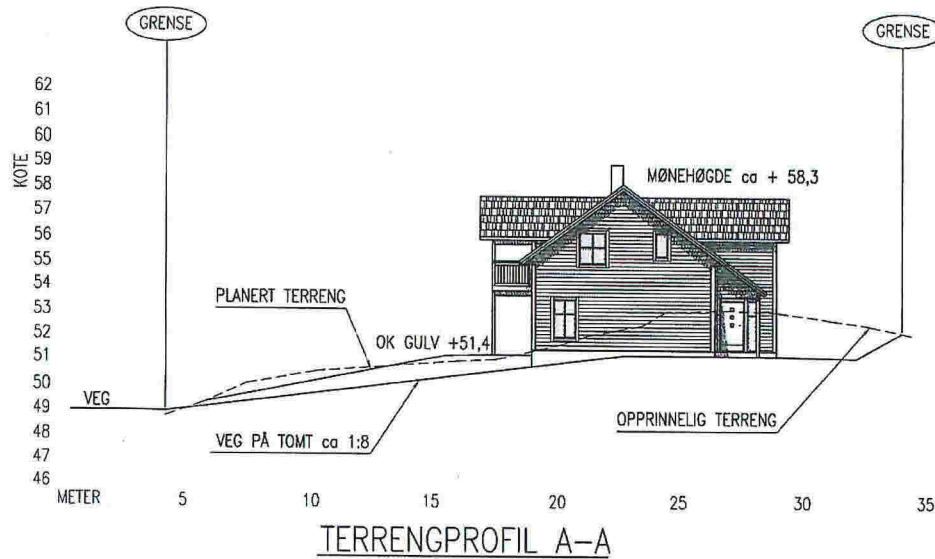 GRENSE
GRENSE
KOTE
62
61
60
59
58
57
56
55
54
53
52
51
50
49
48
47
46
MØNEHØGDE ca + 58,3
PLANERT TERRENG
OK GULV +51,4
VEG
VEG PÅ TOMT ca 1:8
OPPRINNELIG TERRENG
METER 5 10 15 20 25 30 35
TERRENGPROFIL A-A